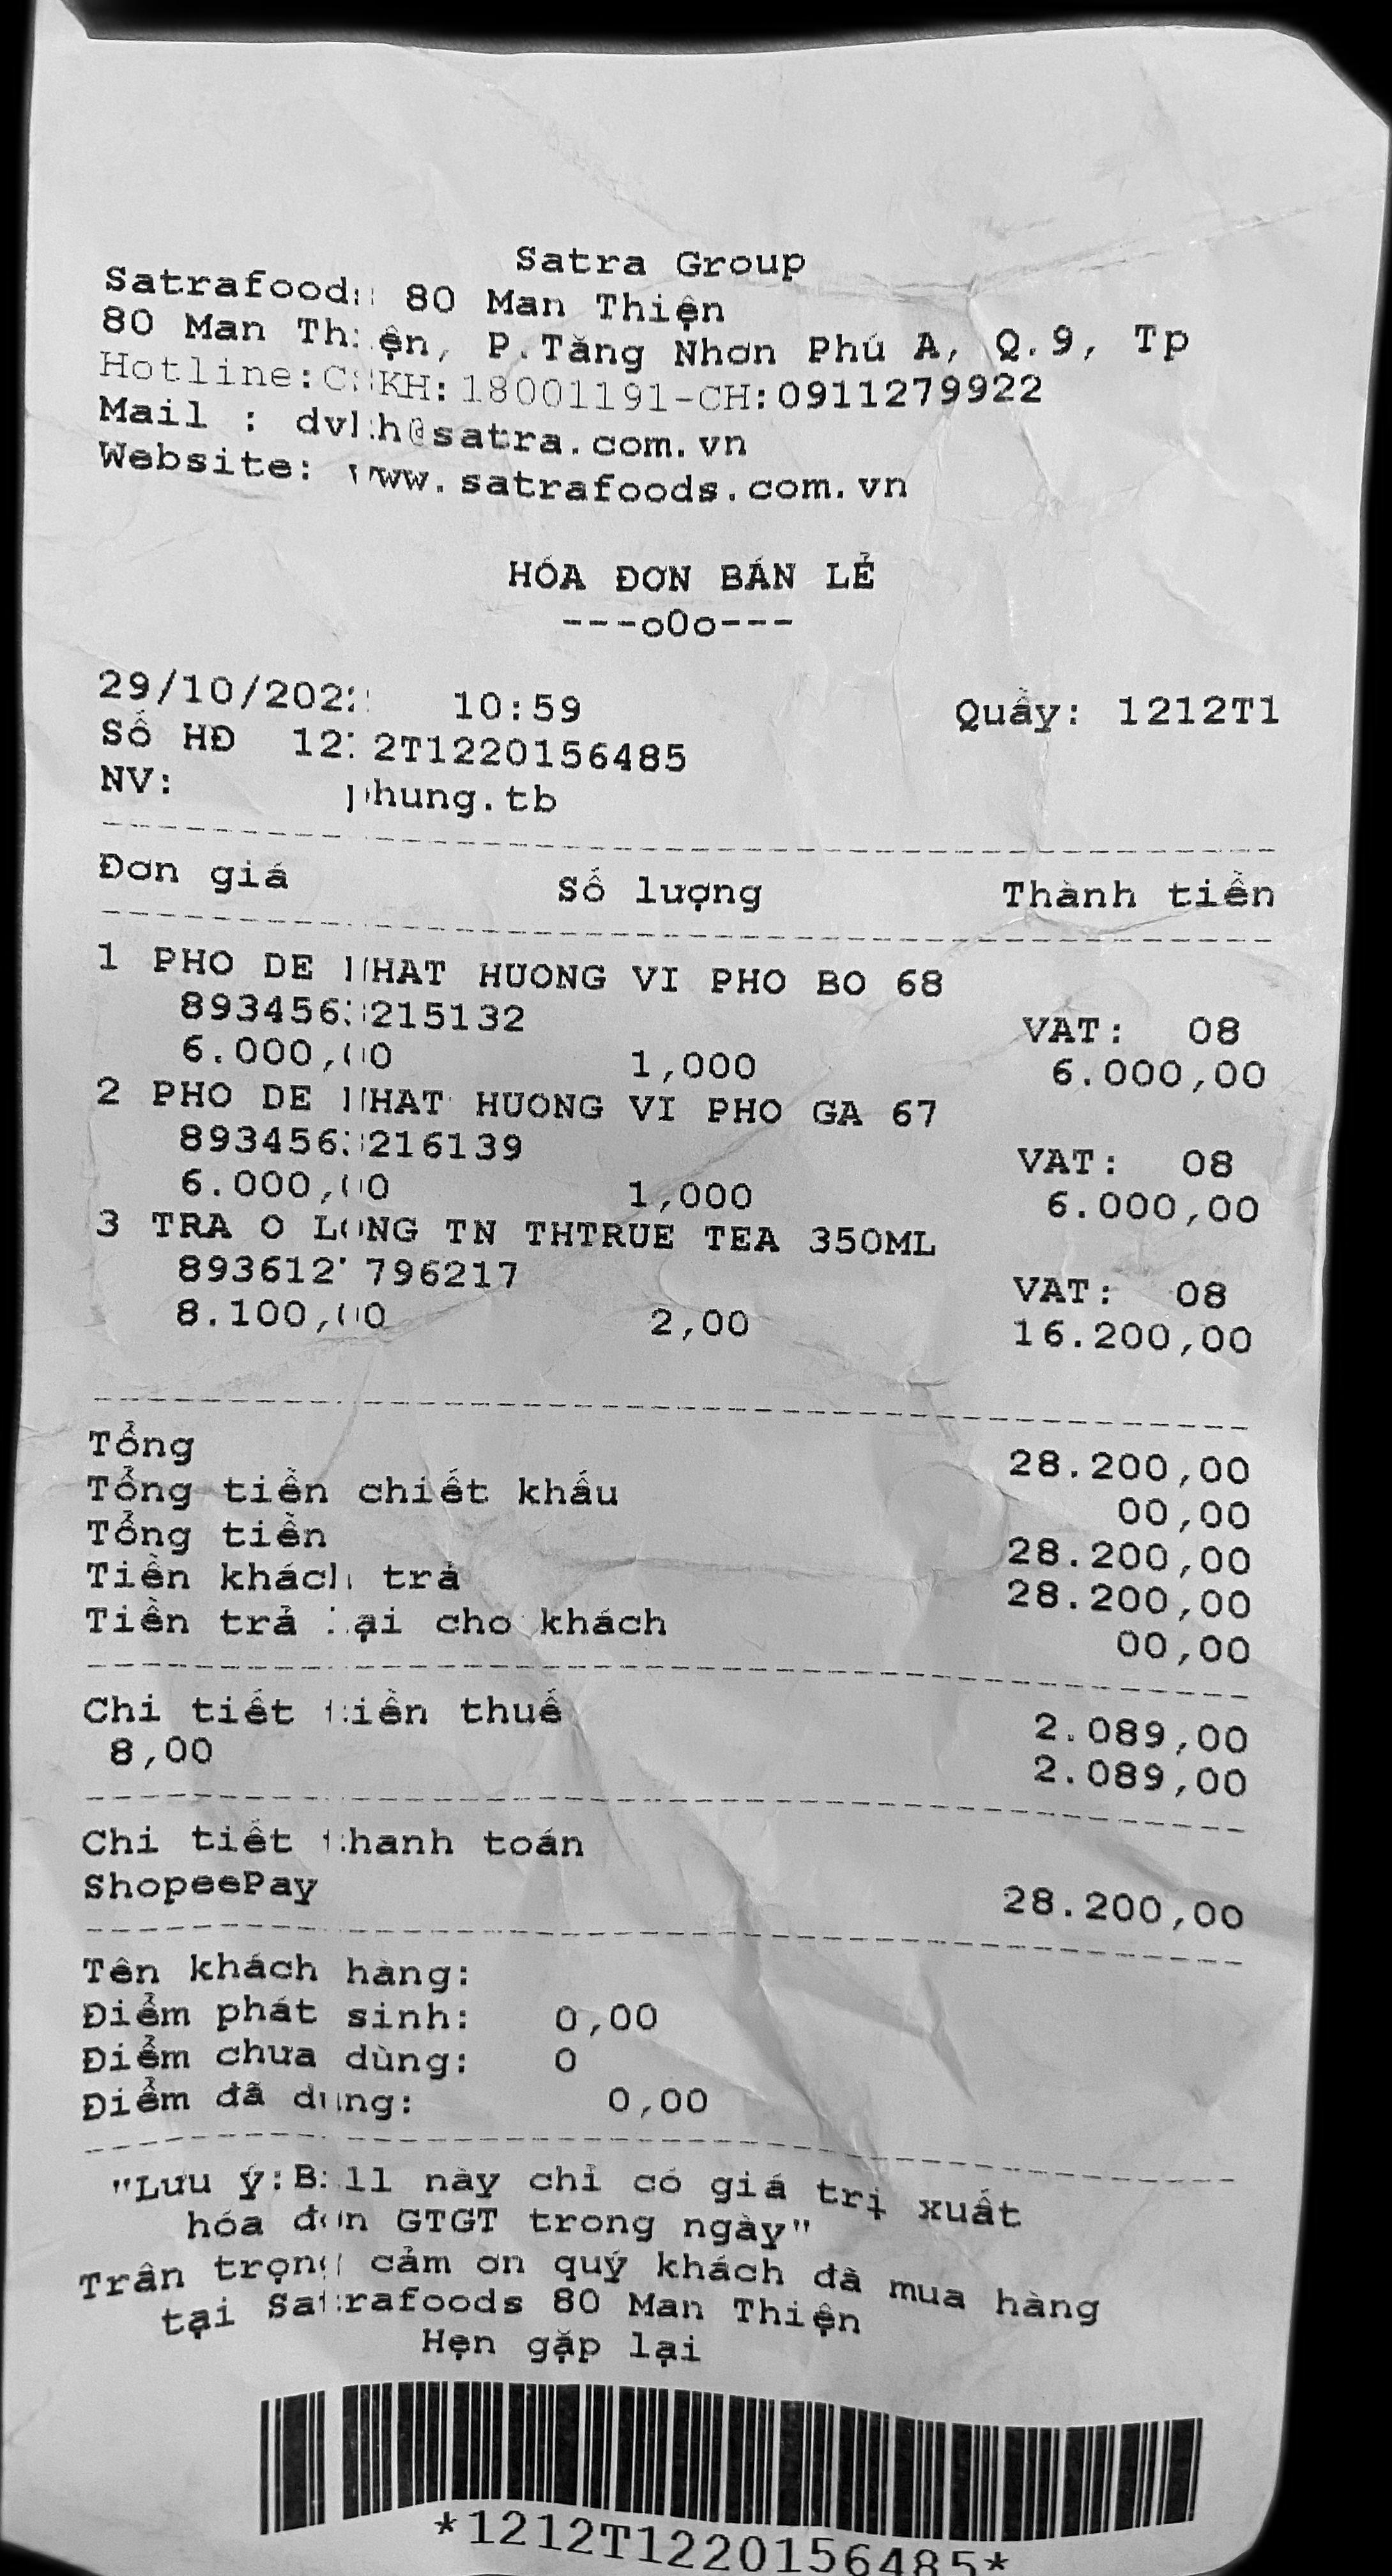 Satra Group
Satrafoods 80 Man Thiện
80 Man Thiện, P.Tăng Nhơn Phú A, Q.9, Tp
Hotline:CSKH:18001191-CH:0911279922
Mail : dvkh@satra.com.vn
Website: www.satrafoods.com.vn
HÓA ĐƠN BÁN LẺ
---oOo---
29/10/2022 10:59 Quầy: 1212T1
Số HĐ 1212T1220156485
NV: phung.tb
Đơn giá Số lượng Thành tiền
1 PHO DE NHAT HUONG VI PHO BO 68
8934563215132 VAT: 08
6.000,00 1,000 6.000,00
2 PHO DE NHAT HUONG VI PHO GA 67
8934563216139 VAT: 08
6.000,00 1,000 6.000,00
3 TRA O LONG TN THTRUE TEA 350ML
8936127796217 VAT: 08
8.100,00 2,00 16.200,00
Tổng 28.200,00
Tổng tiền chiết khấu 00,00
Tổng tiền 28.200,00
Tiền khách trả 28.200,00
Tiền trả lại cho khách 00,00
Chi tiết tiền thuế 2.089,00
8,00 2.089,00
Chi tiết thanh toán
ShopeePay 28.200,00
Tên khách hàng:
Điểm phát sinh: 0,00
Điểm chưa dùng: 0
Điểm đã dung: 0,00
"Lưu ý:Bill này chỉ có giá trị xuất
hóa đơn GTGT trong ngày"
Trân trọng cảm ơn quý khách đã mua hàng
tại Satrafoods 80 Man Thiện
Hẹn gặp lại
*1212T1220156485*